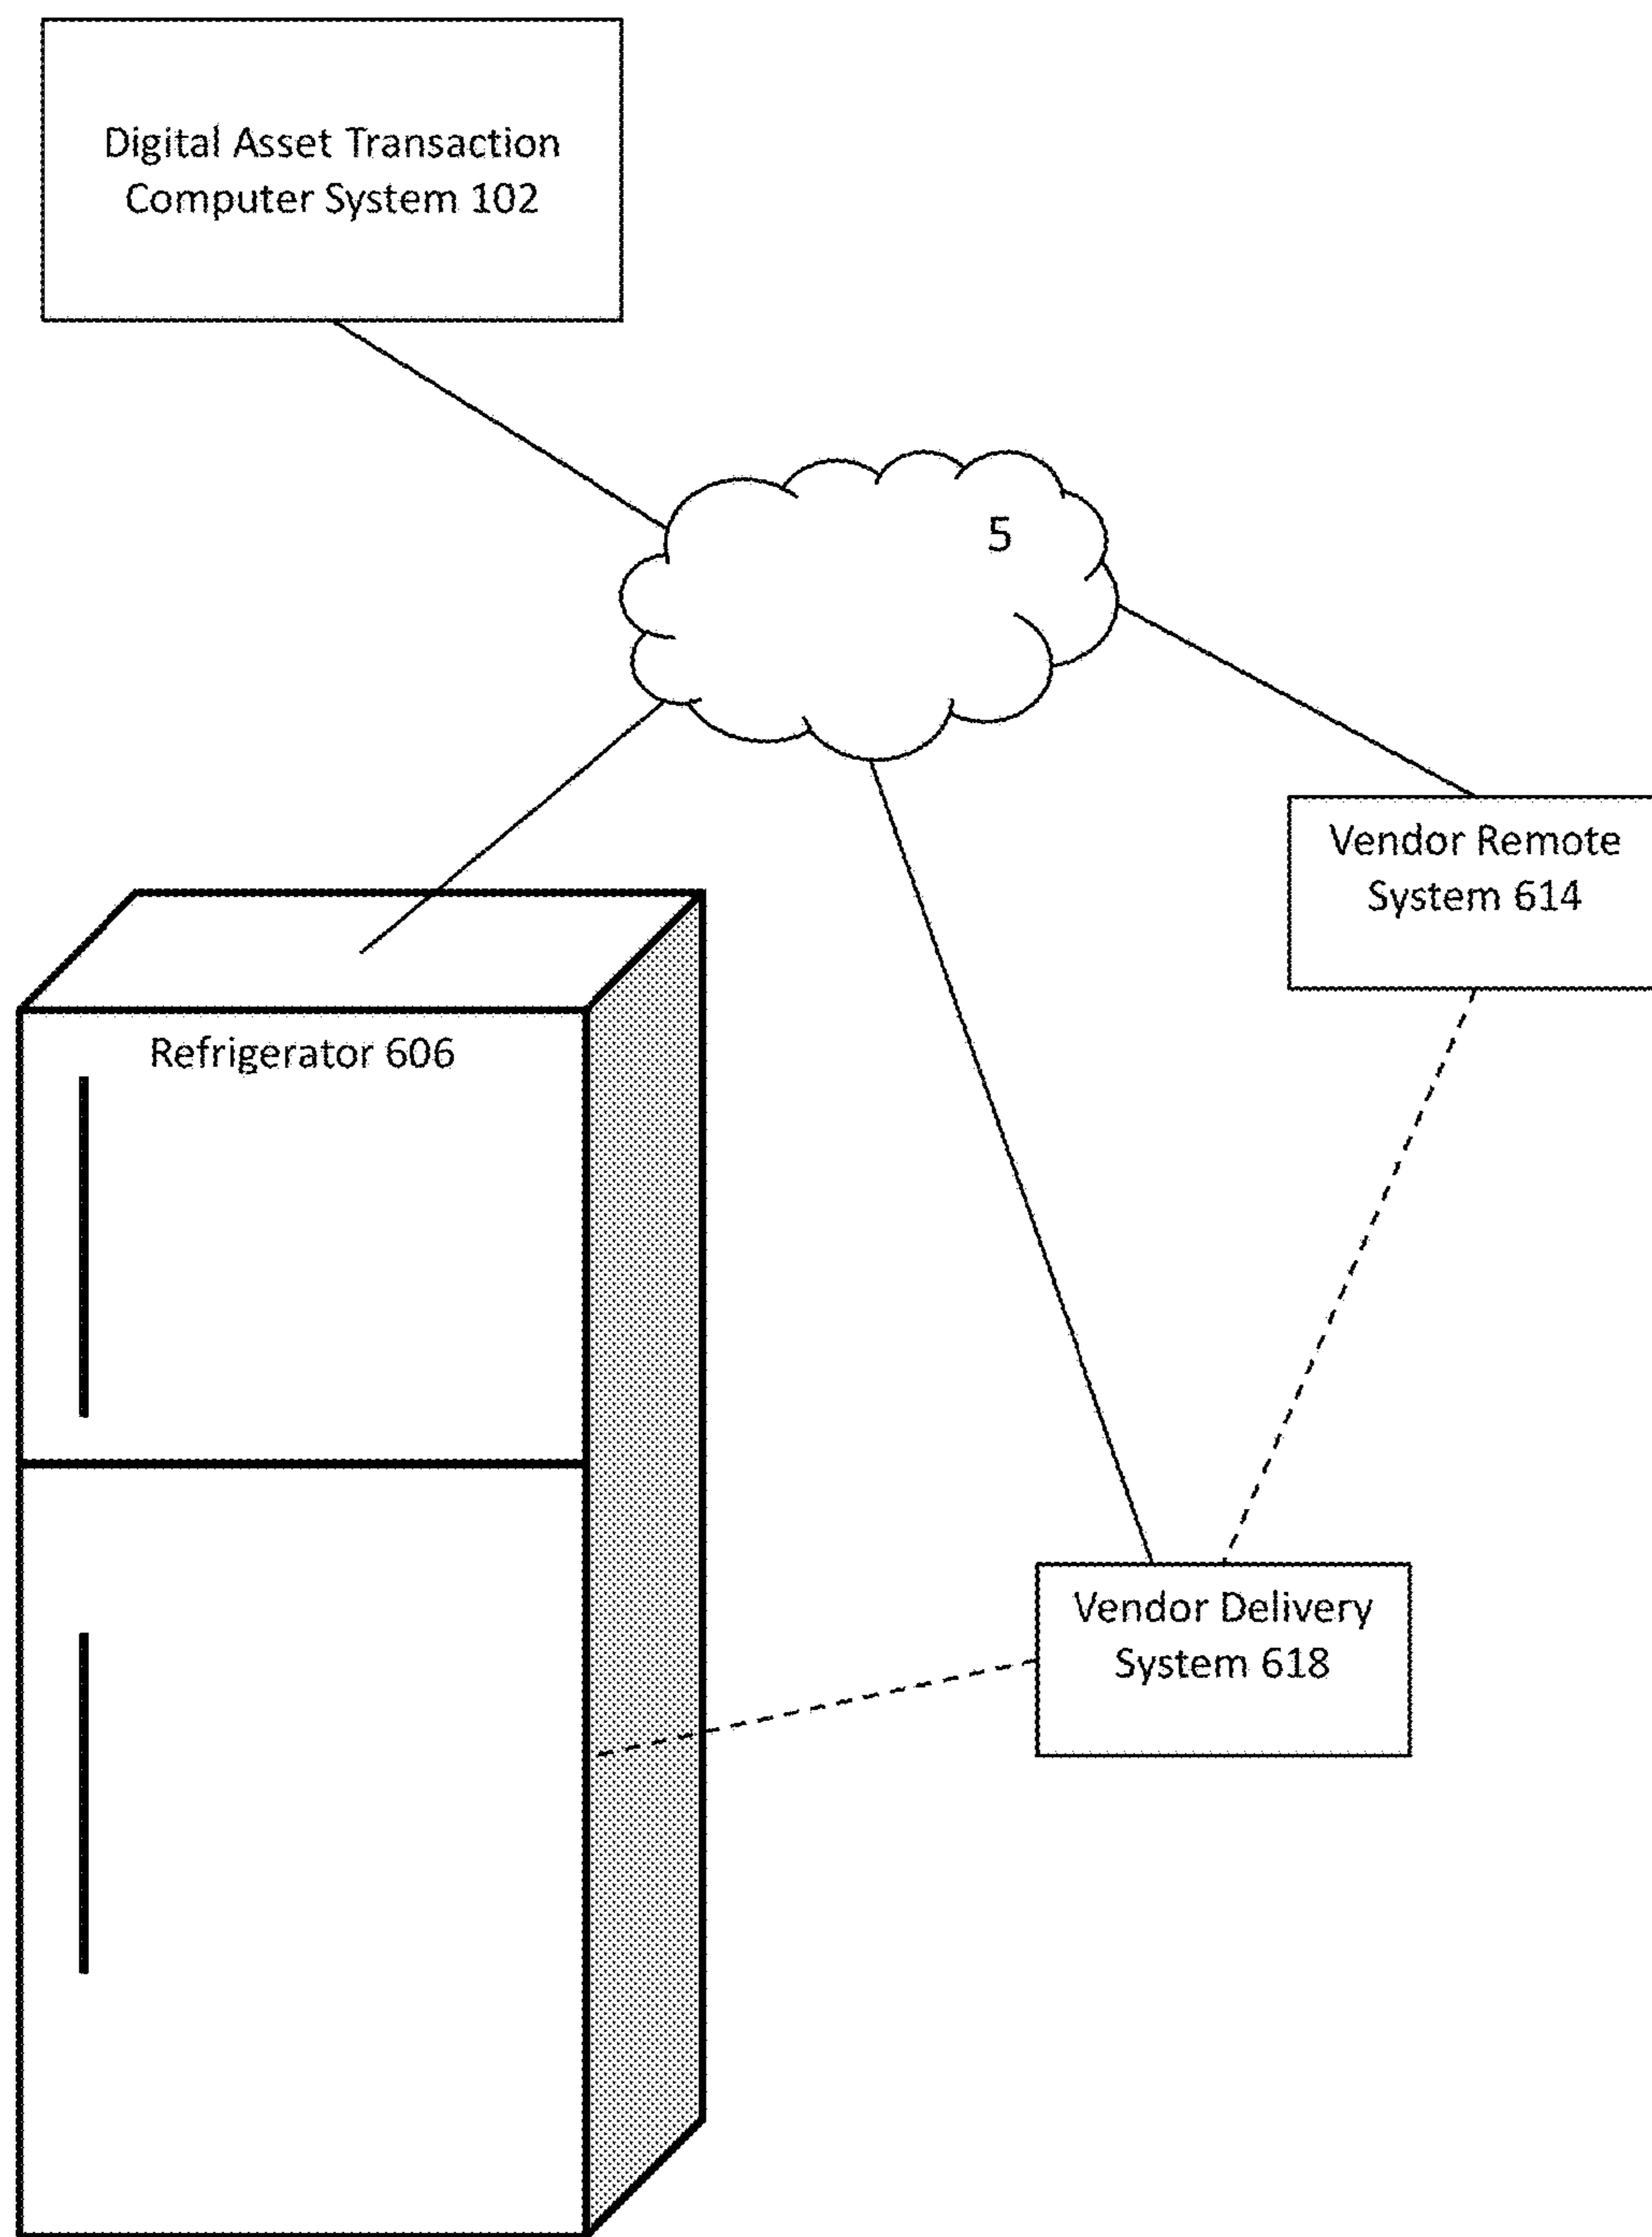 Digital Asset Transaction
Computer System 102
5
Vendor Remote
System 614
Refrigerator 606
Vendor Delivery
System 618